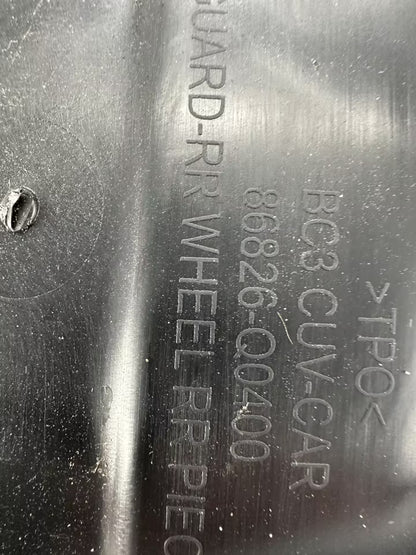 >TPO<
BC3 CUV-CAR
86826-Q0400
GUARD-RR WHEEL RR PIEC